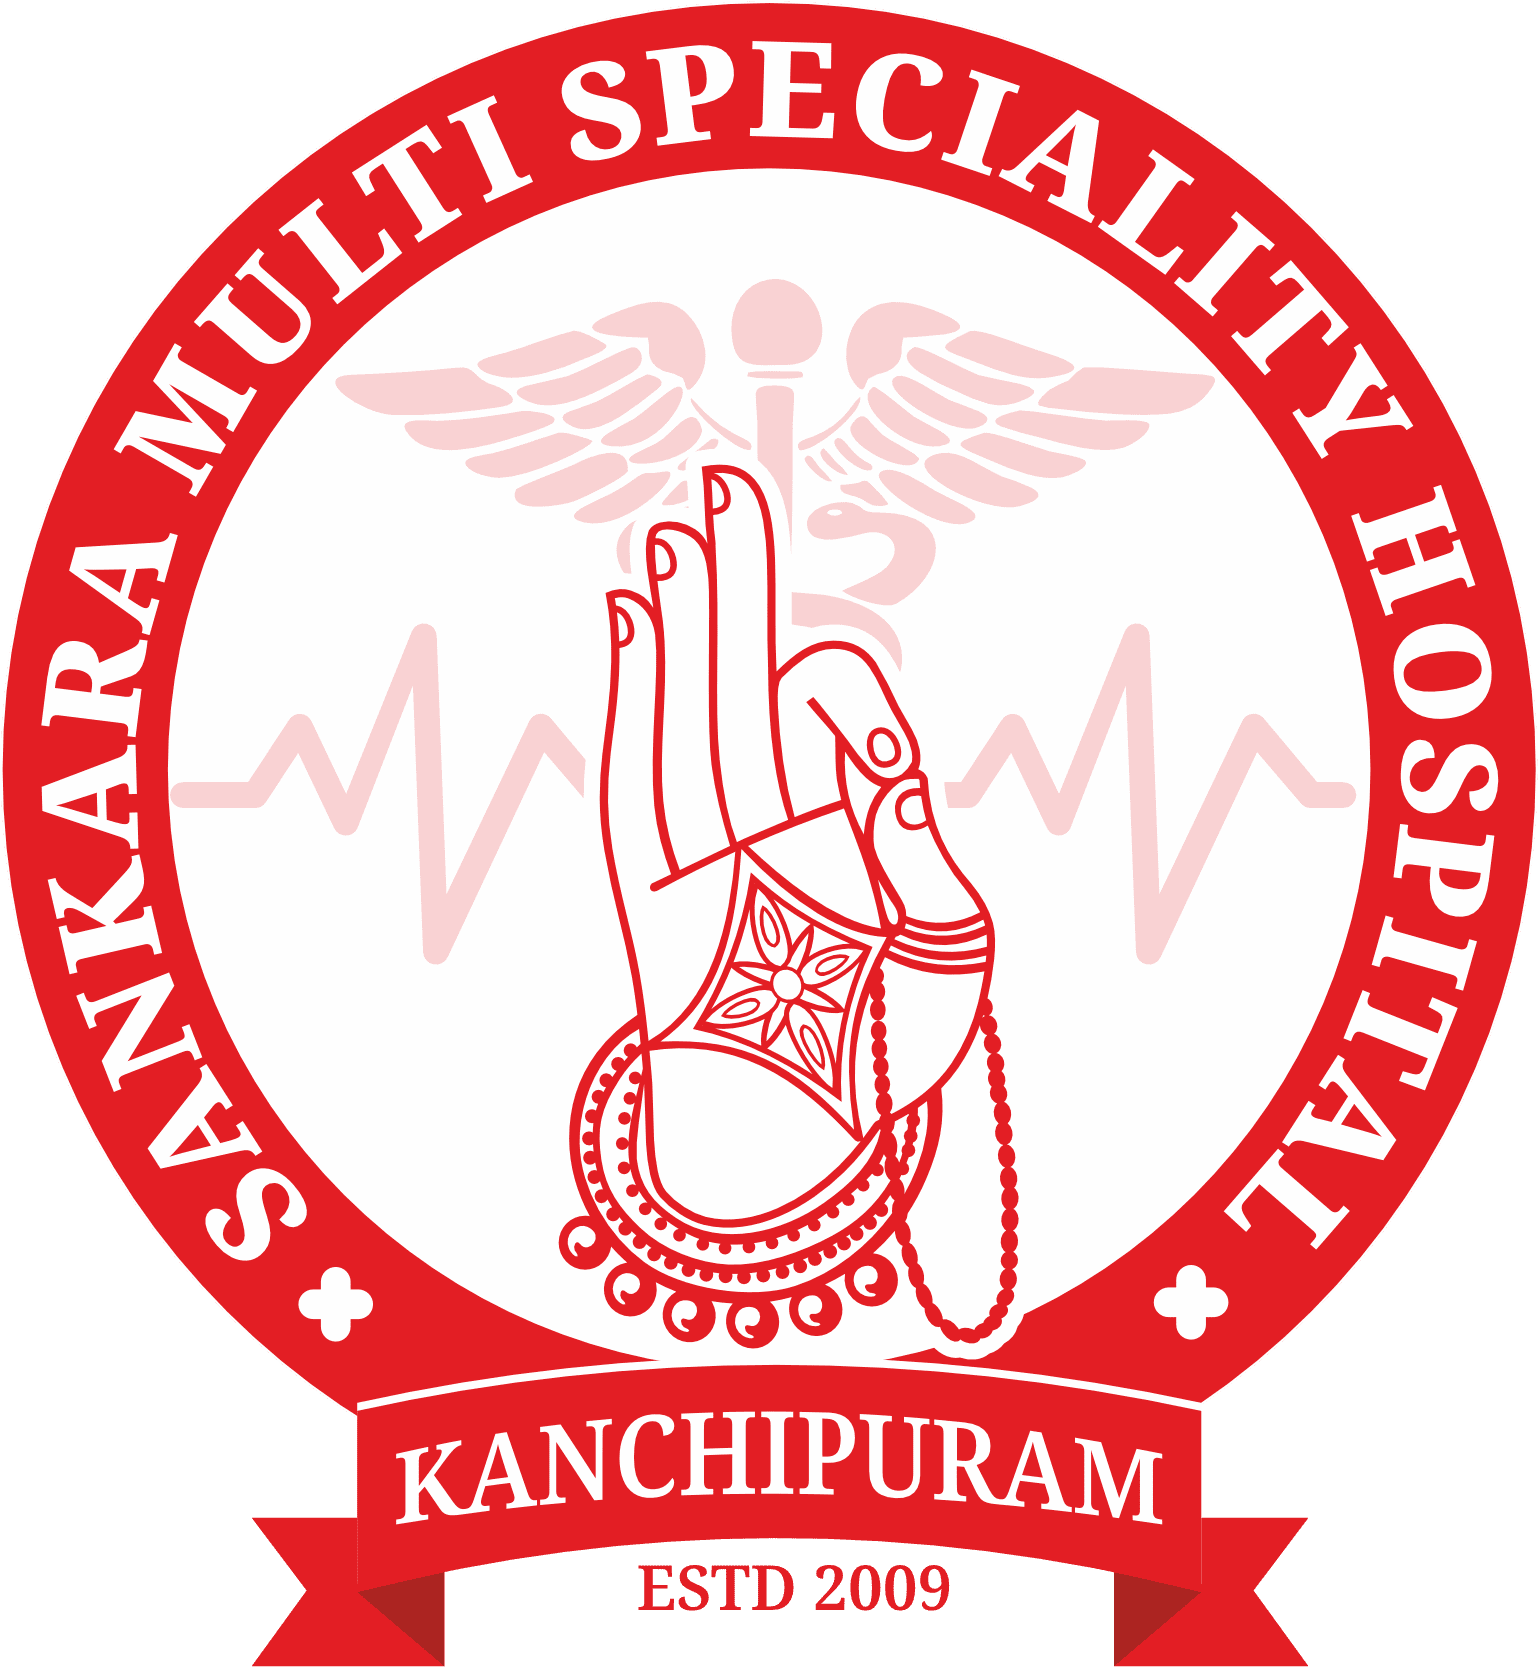 SANKARA MULTI SPECIALITY HOSPITAL
KANCHIPURAM
ESTD 2009